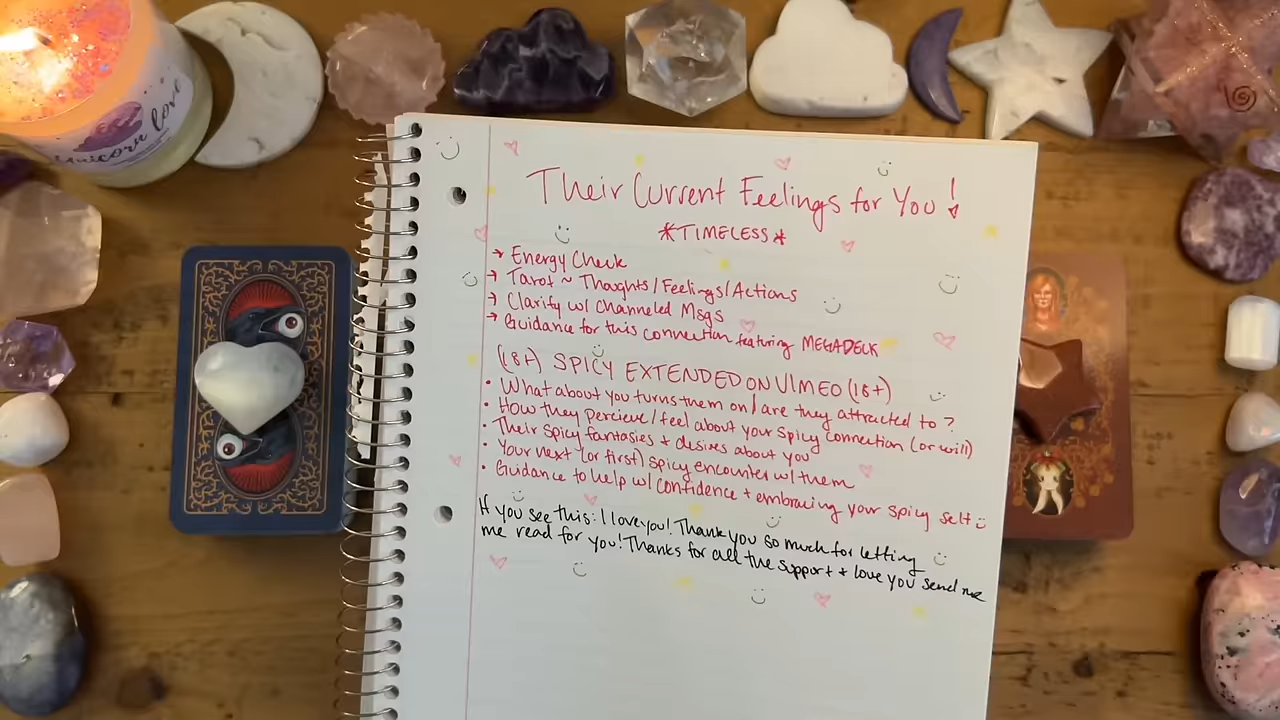 unicorn love
Their Current Feelings for You!
*TIMELESS*
→ Energy Check
→ Tarot ~ Thoughts/Feelings/Actions
→ Clarify w/ Channeled Msgs
→ Guidance for this connection featuring MEGADECK
(18+) SPICY EXTENDED ON VIMEO (18+)
• What about you turns them on/are they attracted to?
• How they percieve/feel about your spicy connection (or will)
• Their spicy fantasies + desires about you
• Your next (or first) spicy encounter w/ them
• Guidance to help w/ confidence + embracing your spicy self :)
If you see this: I love you! Thank you so much for letting
me read for you! Thanks for all the support + love you send me